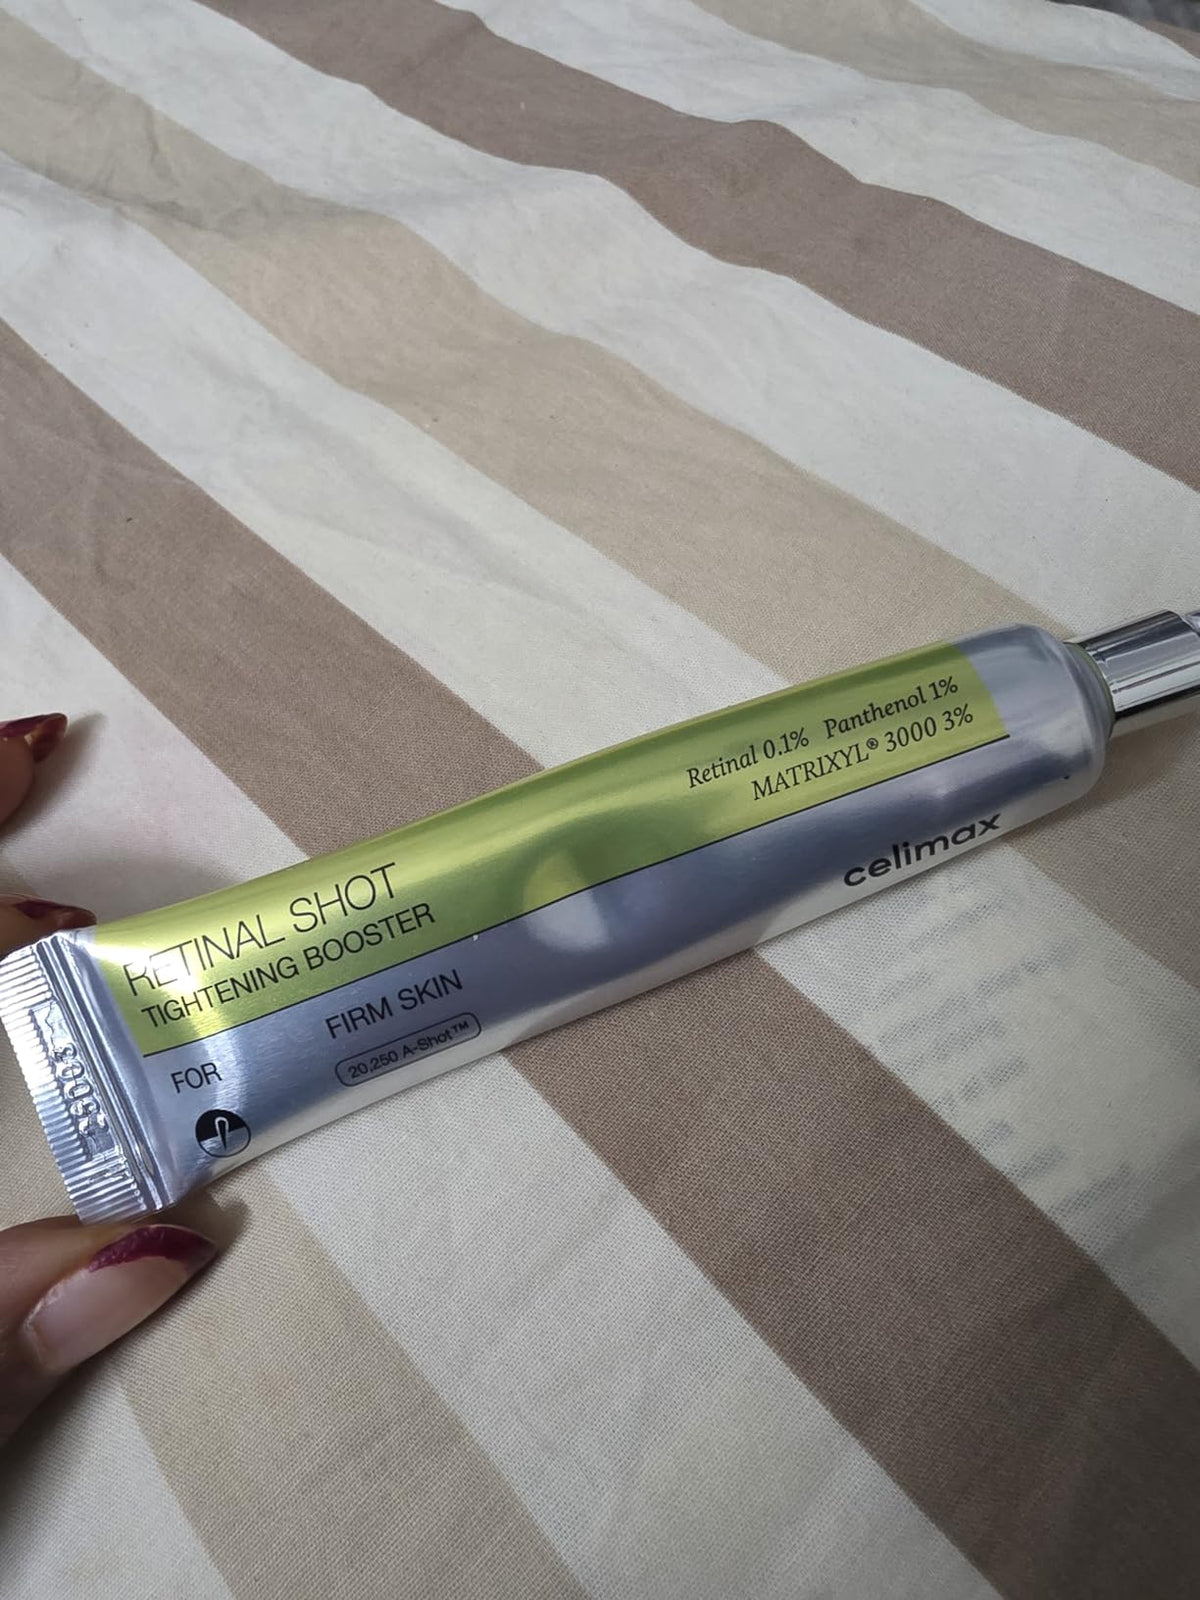 RETINAL SHOT
TIGHTENING BOOSTER
Retinal 0.1% Panthenol 1%
MATRIXYL® 3000 3%
FOR
FIRM SKIN
20,250 A-Shot™
celimax